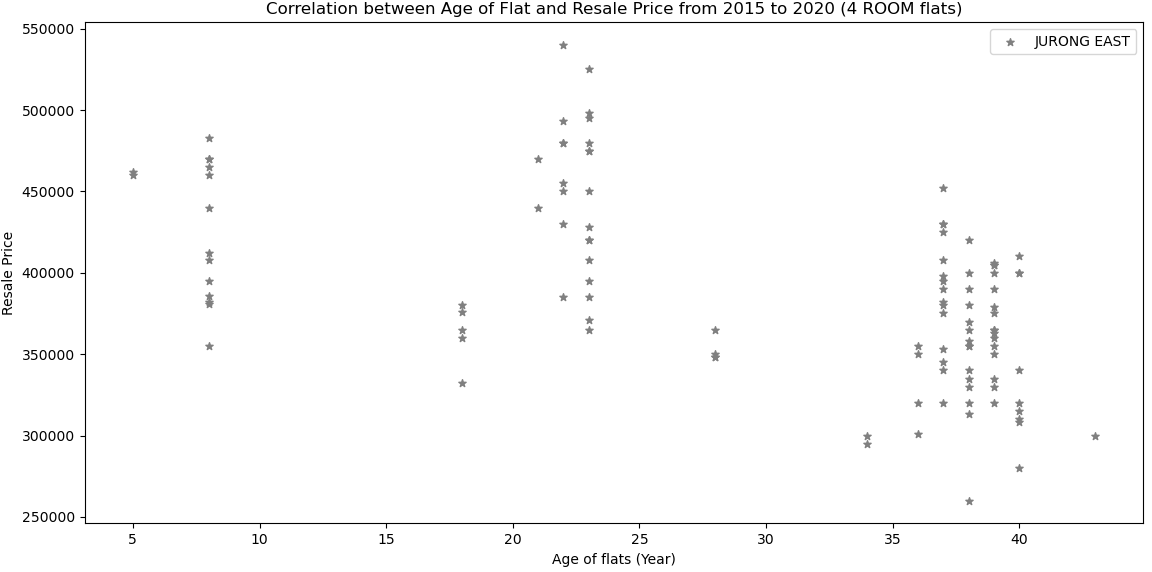 Correlation between Age of Flat and Resale Price from 2015 to 2020 (4 ROOM flats)
JURONG EAST
550000
500000
450000
400000
350000
300000
250000
Resale Price
5 10 15 20 25 30 35 40
Age of flats (Year)